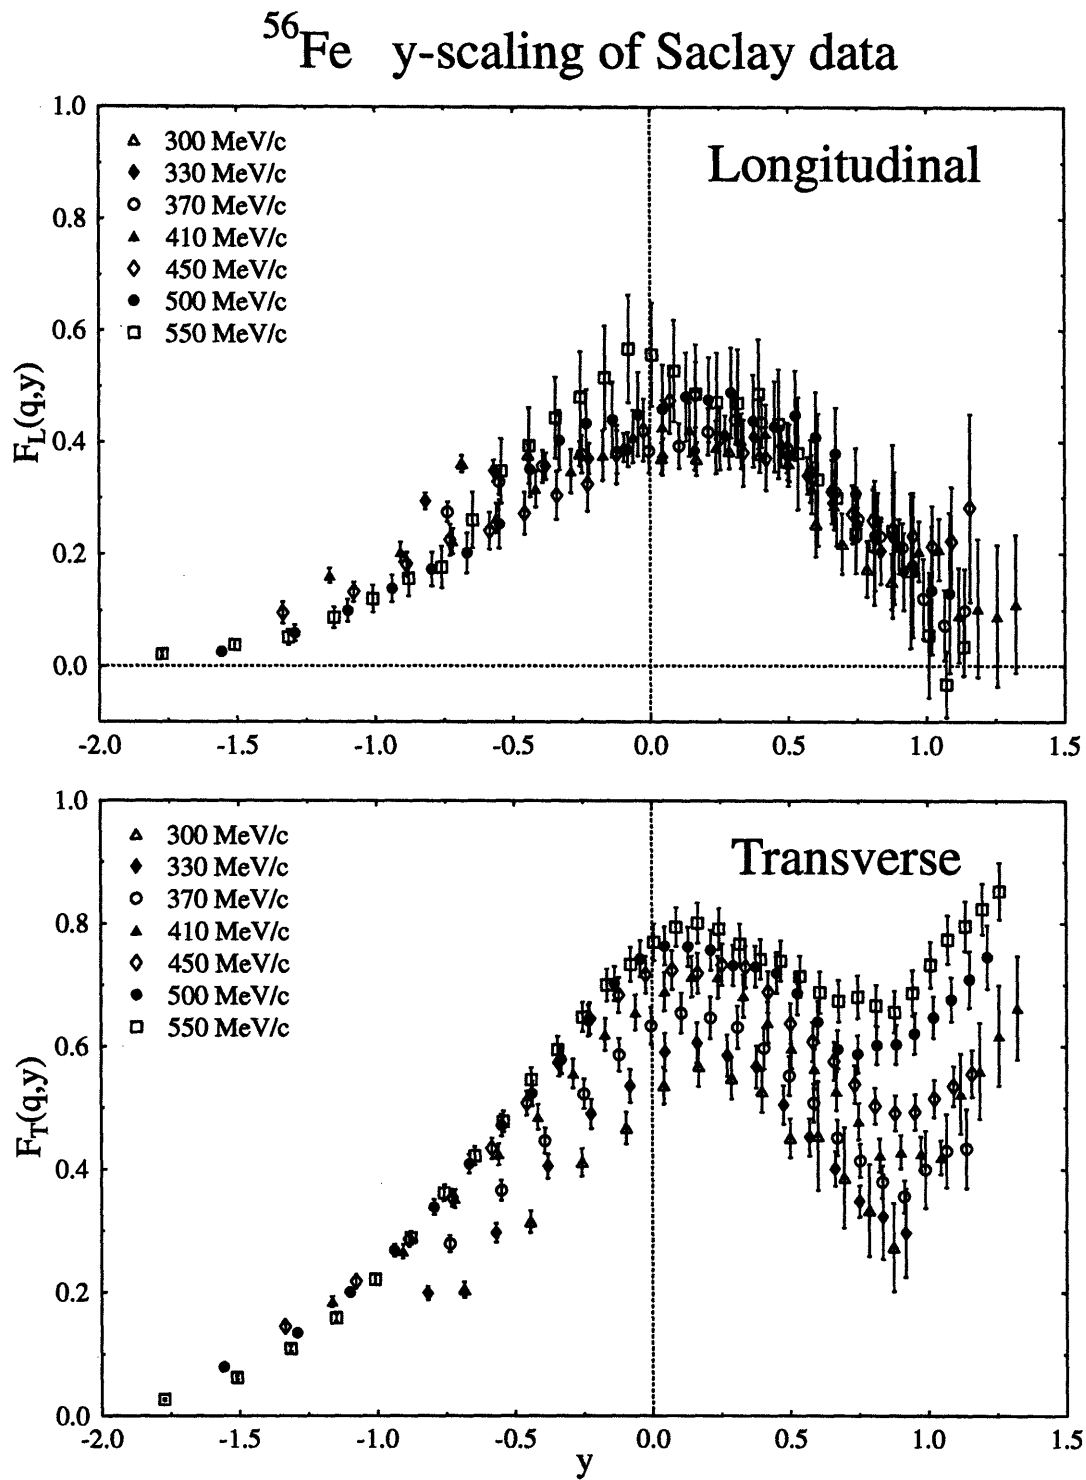 ⁵⁶Fe y-scaling of Saclay data
1.0
0.8
0.6
0.4
0.2
0.0
F_L(q,y)
300 MeV/c
330 MeV/c
370 MeV/c
410 MeV/c
450 MeV/c
500 MeV/c
550 MeV/c
Longitudinal
-2.0 -1.5 -1.0 -0.5 0.0 0.5 1.0 1.5
1.0
0.8
0.6
0.4
0.2
0.0
F_T(q,y)
300 MeV/c
330 MeV/c
370 MeV/c
410 MeV/c
450 MeV/c
500 MeV/c
550 MeV/c
Transverse
-2.0 -1.5 -1.0 -0.5 0.0 0.5 1.0 1.5
y